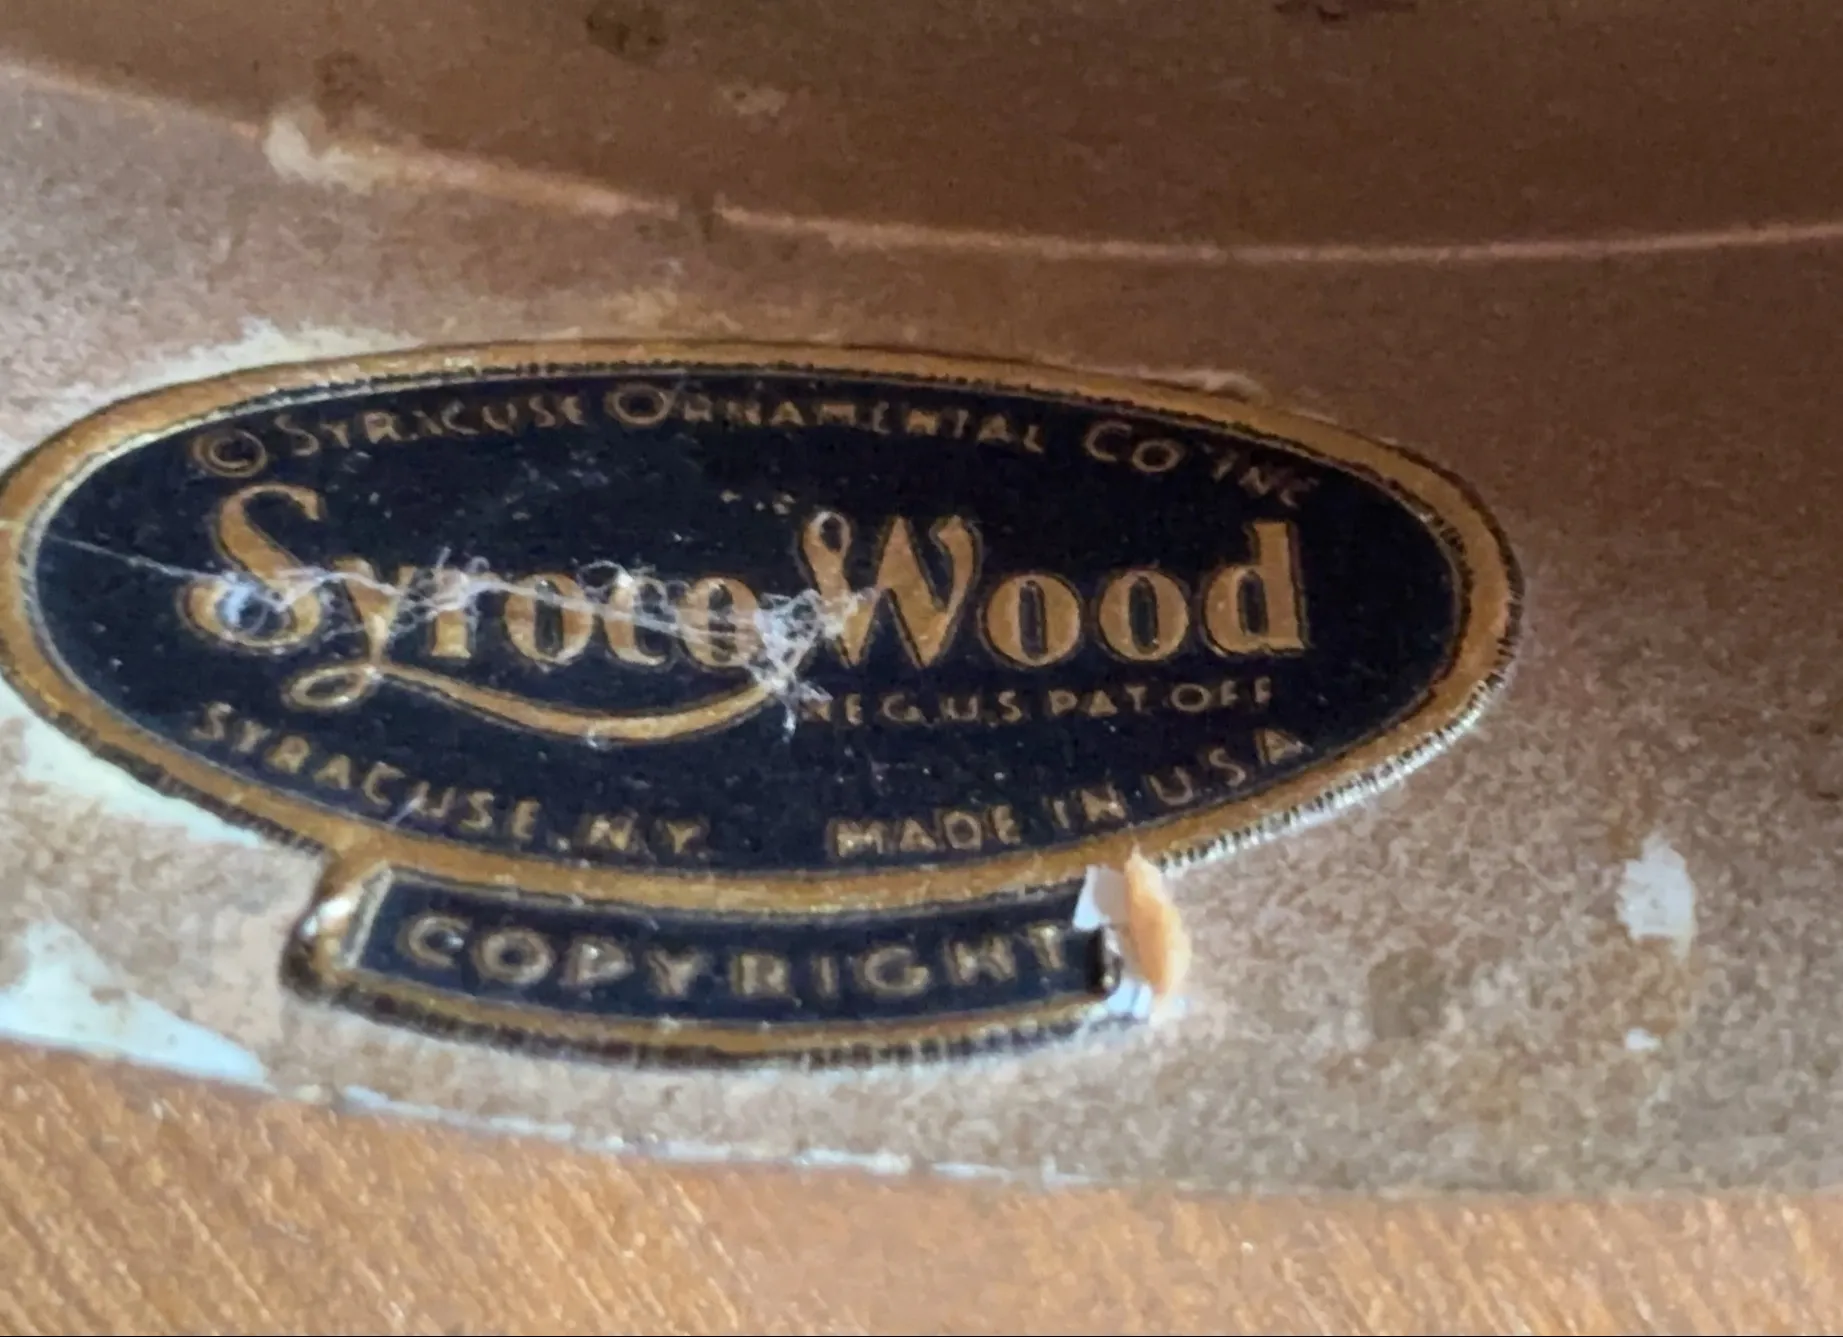 © SYRACUSE ORNAMENTAL CO INC
SyrocoWood
REG. U.S. PAT. OFF
SYRACUSE. N.Y. MADE IN U.S.A
COPYRIGHT